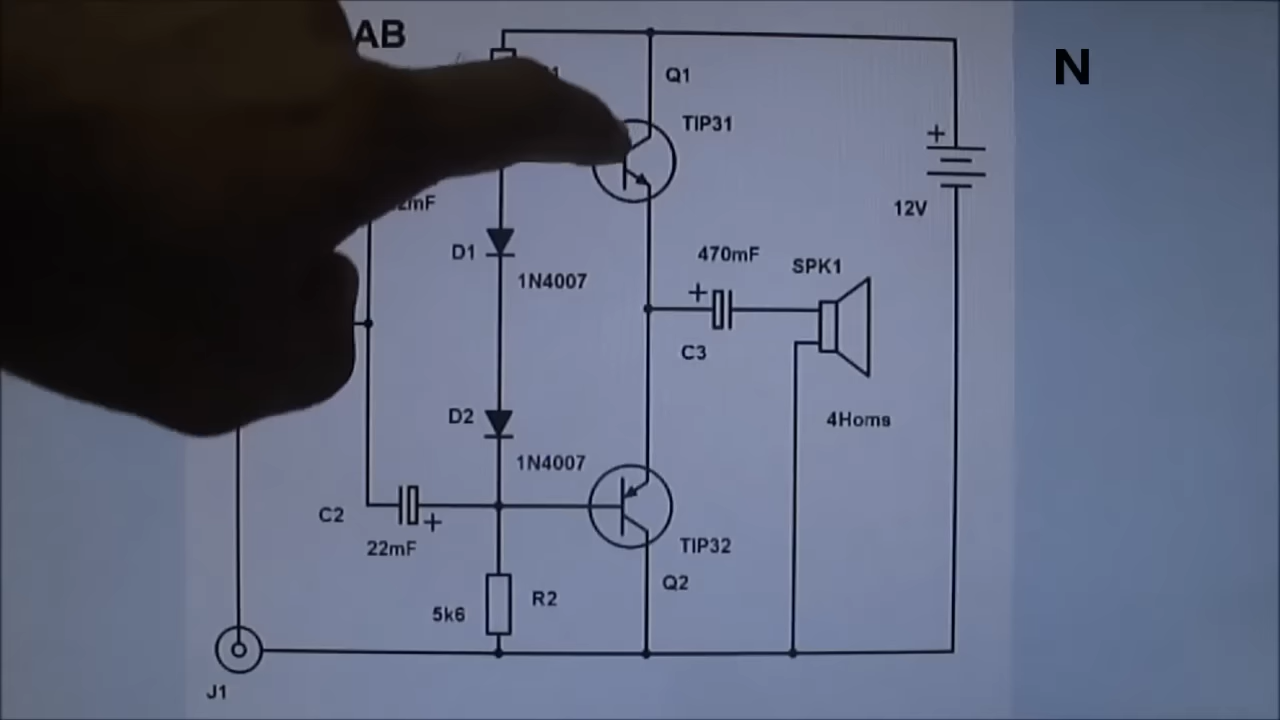 AB
N
Q1
TIP31
+
12V
2mF
D1
1N4007
470mF
SPK1
+
C3
D2
4Homs
1N4007
C2
+
22mF
TIP32
Q2
5k6
R2
J1